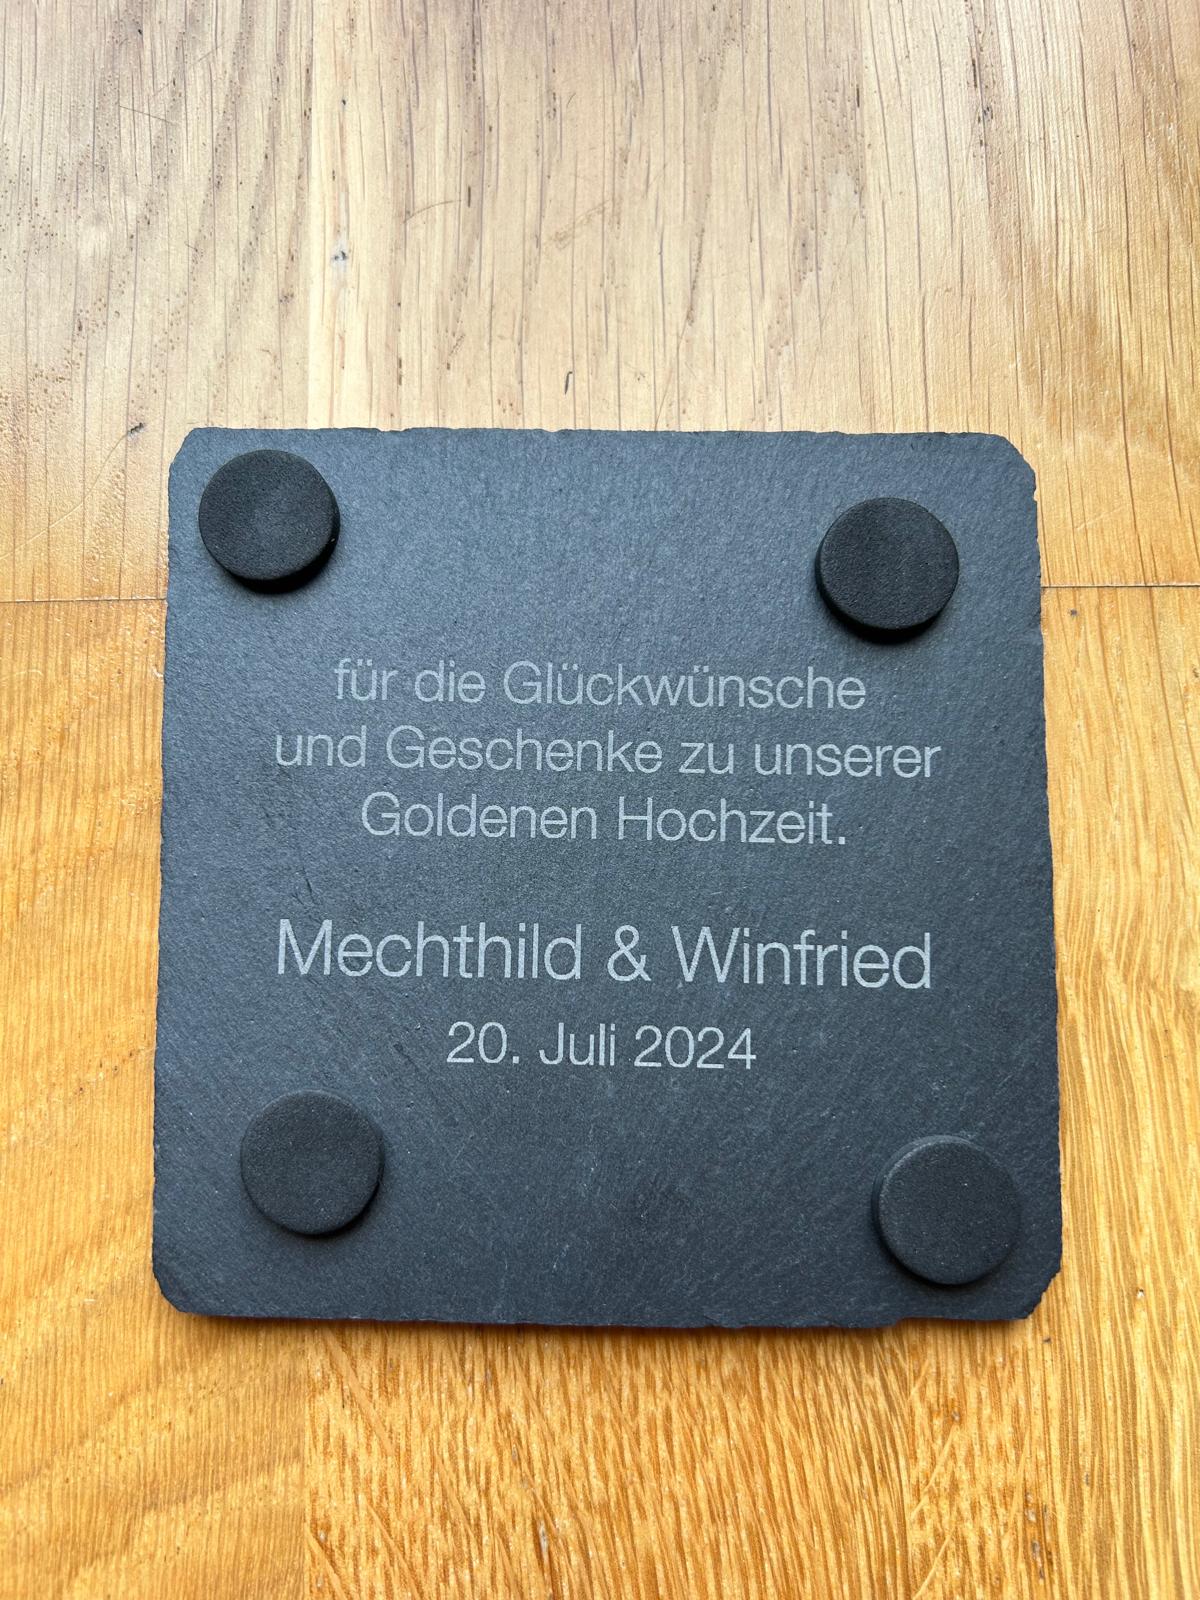 für die Glückwünsche
und Geschenke zu unserer
Goldenen Hochzeit.
Mechthild & Winfried
20. Juli 2024